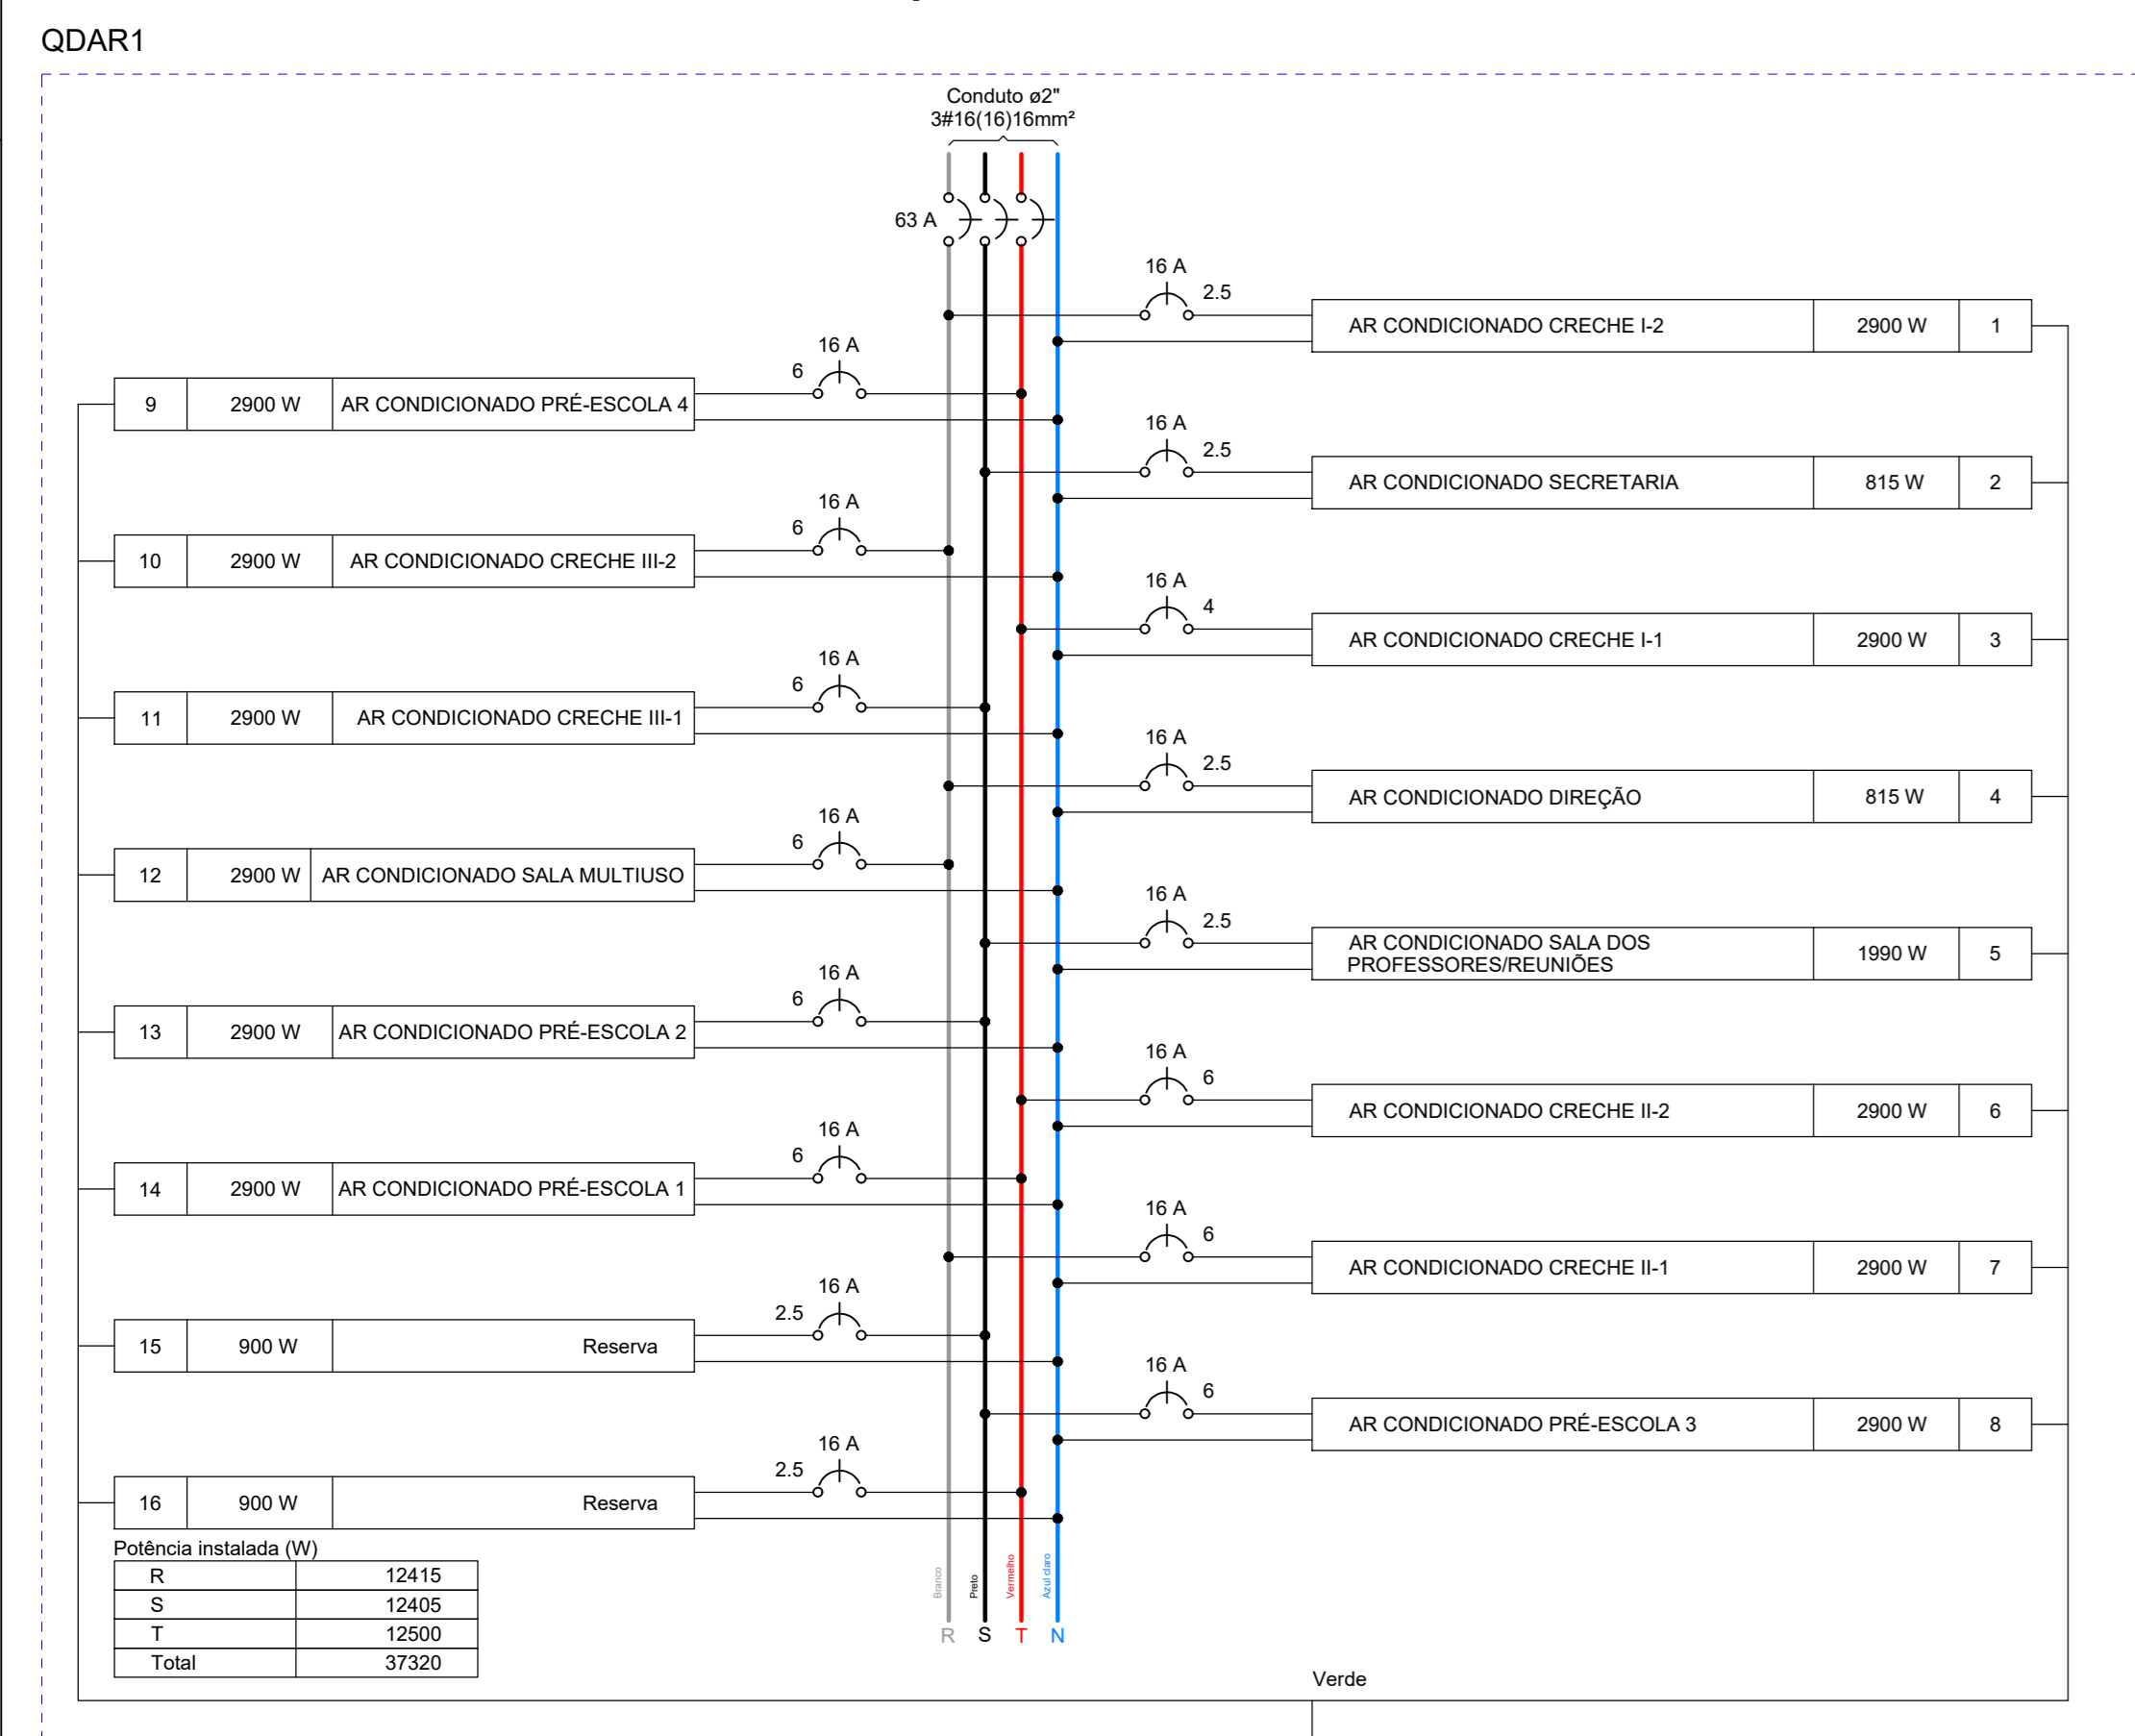 QDAR1
Conduto ø2"
3#16(16)16mm²
63 A
16 A
2.5
AR CONDICIONADO CRECHE I-2 2900 W 1
16 A
6
9 2900 W AR CONDICIONADO PRÉ-ESCOLA 4
16 A
2.5
AR CONDICIONADO SECRETARIA 815 W 2
16 A
6
10 2900 W AR CONDICIONADO CRECHE III-2
16 A
4
AR CONDICIONADO CRECHE I-1 2900 W 3
16 A
6
11 2900 W AR CONDICIONADO CRECHE III-1
16 A
2.5
AR CONDICIONADO DIREÇÃO 815 W 4
16 A
6
12 2900 W AR CONDICIONADO SALA MULTIUSO
16 A
2.5
AR CONDICIONADO SALA DOS
PROFESSORES/REUNIÕES 1990 W 5
16 A
6
13 2900 W AR CONDICIONADO PRÉ-ESCOLA 2
16 A
6
AR CONDICIONADO CRECHE II-2 2900 W 6
16 A
6
14 2900 W AR CONDICIONADO PRÉ-ESCOLA 1
16 A
6
AR CONDICIONADO CRECHE II-1 2900 W 7
16 A
2.5
15 900 W Reserva
16 A
6
AR CONDICIONADO PRÉ-ESCOLA 3 2900 W 8
16 A
2.5
16 900 W Reserva
Potência instalada (W)
R 12415
S 12405
T 12500
Total 37320
Branco
Preto
Vermelho
Azul claro
R S T N
Verde